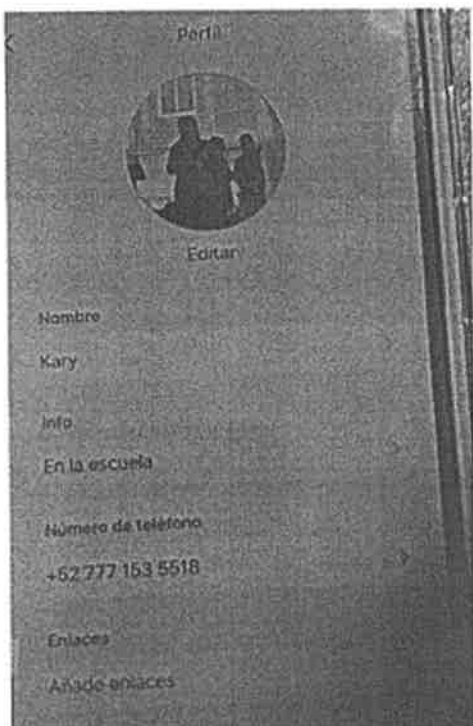 Perfil
Editar
Nombre
Kary
Info
En la escuela
Número de teléfono
+52 777 153 5518
Enlaces
Añade enlaces